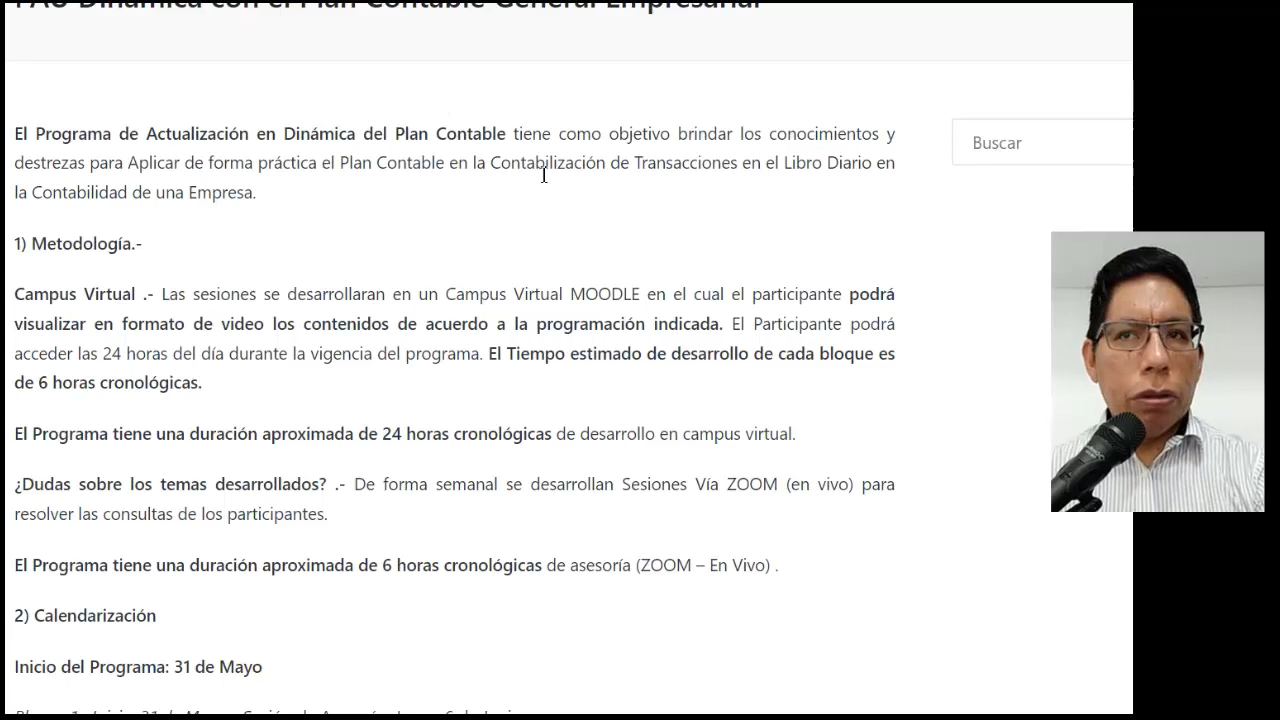 PAU Dinámica con el Plan Contable General Empresarial
El Programa de Actualización en Dinámica del Plan Contable tiene como objetivo brindar los conocimientos y
destrezas para Aplicar de forma práctica el Plan Contable en la Contabilización de Transacciones en el Libro Diario en
la Contabilidad de una Empresa.
Buscar
1) Metodología.-
Campus Virtual .- Las sesiones se desarrollaran en un Campus Virtual MOODLE en el cual el participante podrá
visualizar en formato de video los contenidos de acuerdo a la programación indicada. El Participante podrá
acceder las 24 horas del día durante la vigencia del programa. El Tiempo estimado de desarrollo de cada bloque es
de 6 horas cronológicas.
El Programa tiene una duración aproximada de 24 horas cronológicas de desarrollo en campus virtual.
¿Dudas sobre los temas desarrollados? .- De forma semanal se desarrollan Sesiones Vía ZOOM (en vivo) para
resolver las consultas de los participantes.
El Programa tiene una duración aproximada de 6 horas cronológicas de asesoría (ZOOM – En Vivo) .
2) Calendarización
Inicio del Programa: 31 de Mayo